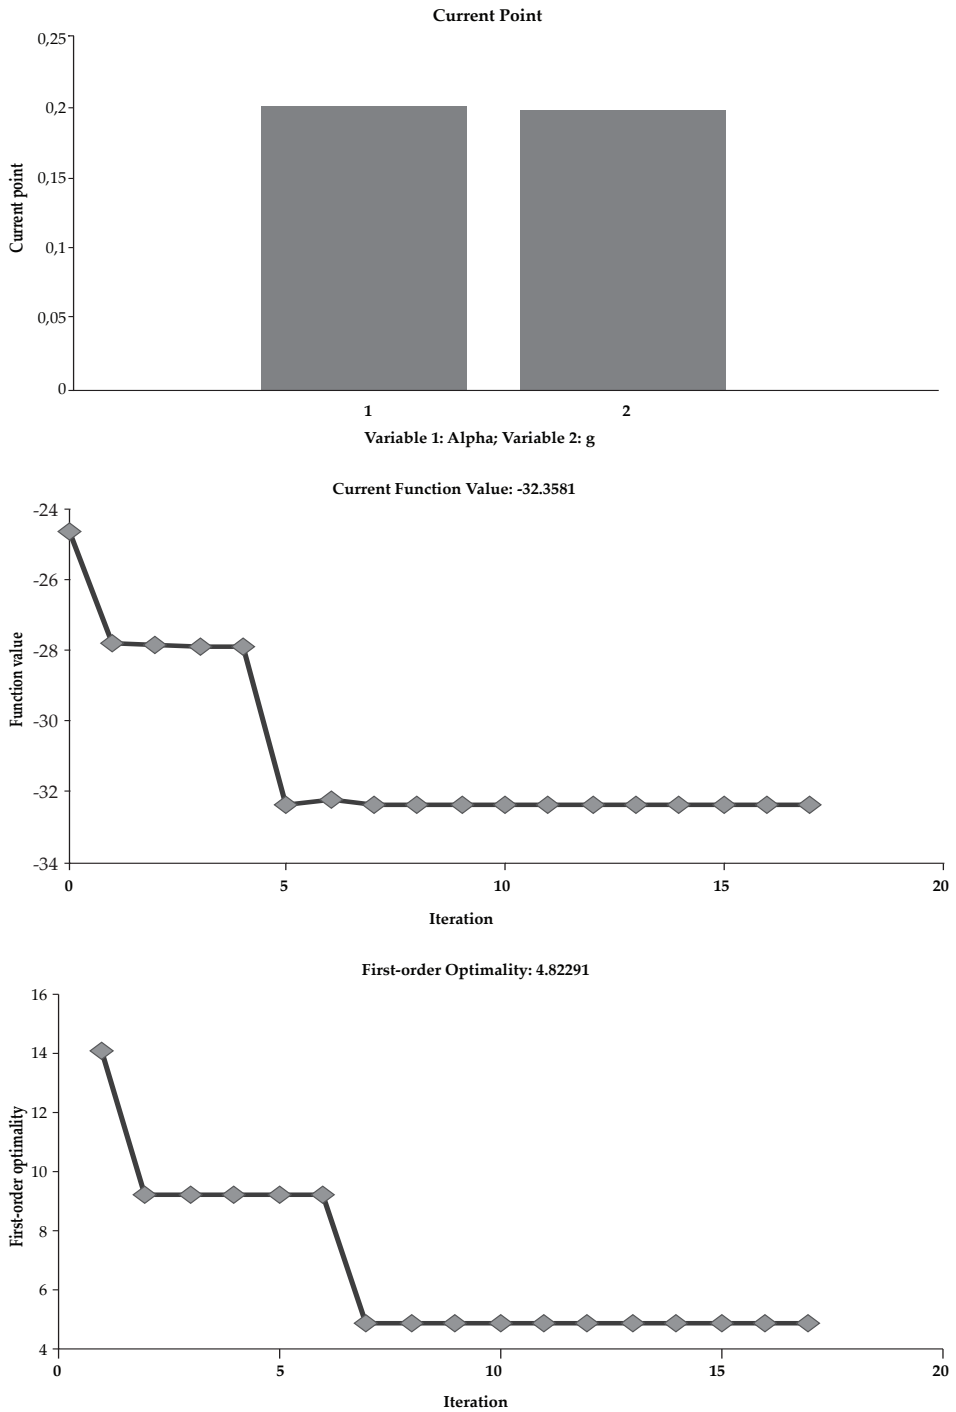 Current Point
0,25
0,2
0,15
0,1
0,05
0
Current point
1 2
Variable 1: Alpha; Variable 2: g
Current Function Value: -32.3581
-24
-26
-28
-30
-32
-34
Function value
0 5 10 15 20
Iteration
First-order Optimality: 4.82291
16
14
12
10
8
6
4
First-order optimality
0 5 10 15 20
Iteration